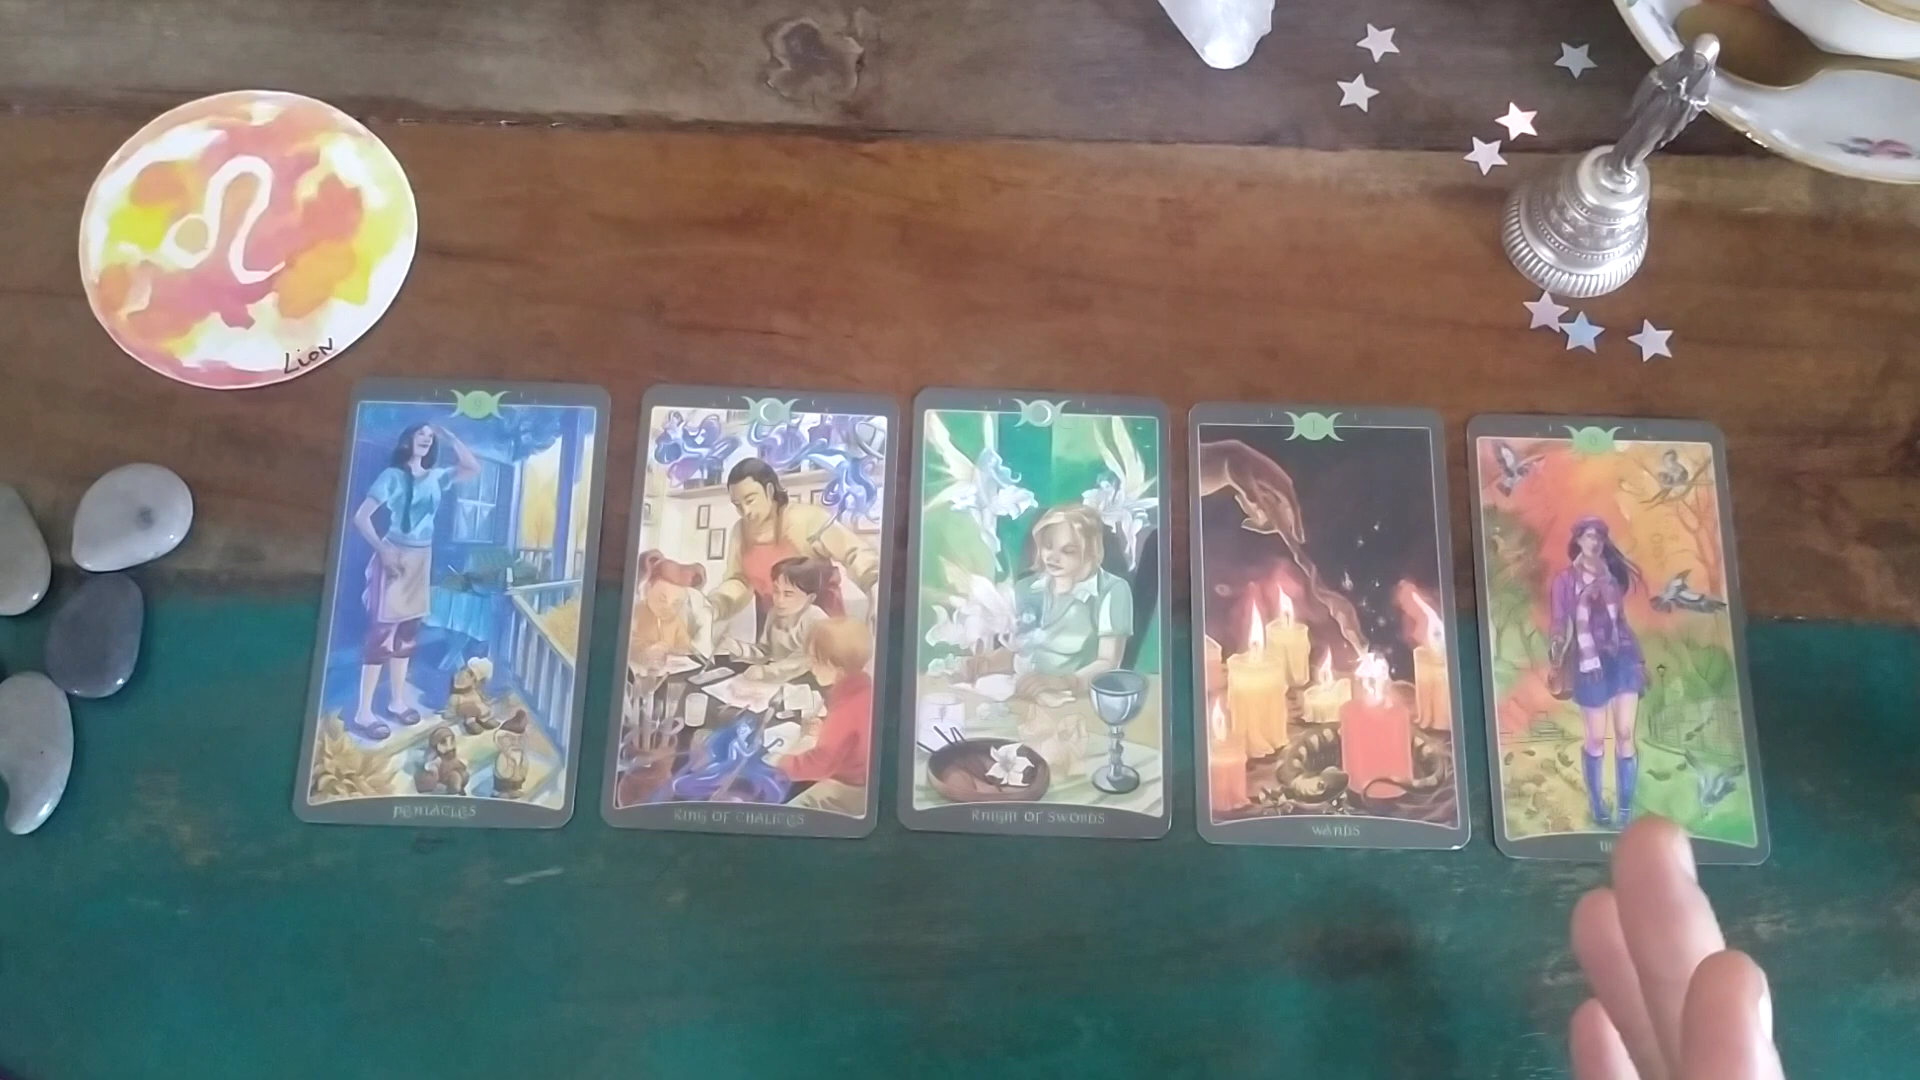 LION
PENTACLES
KING OF CHALICES
KNIGHT OF SWORDS
WANDS